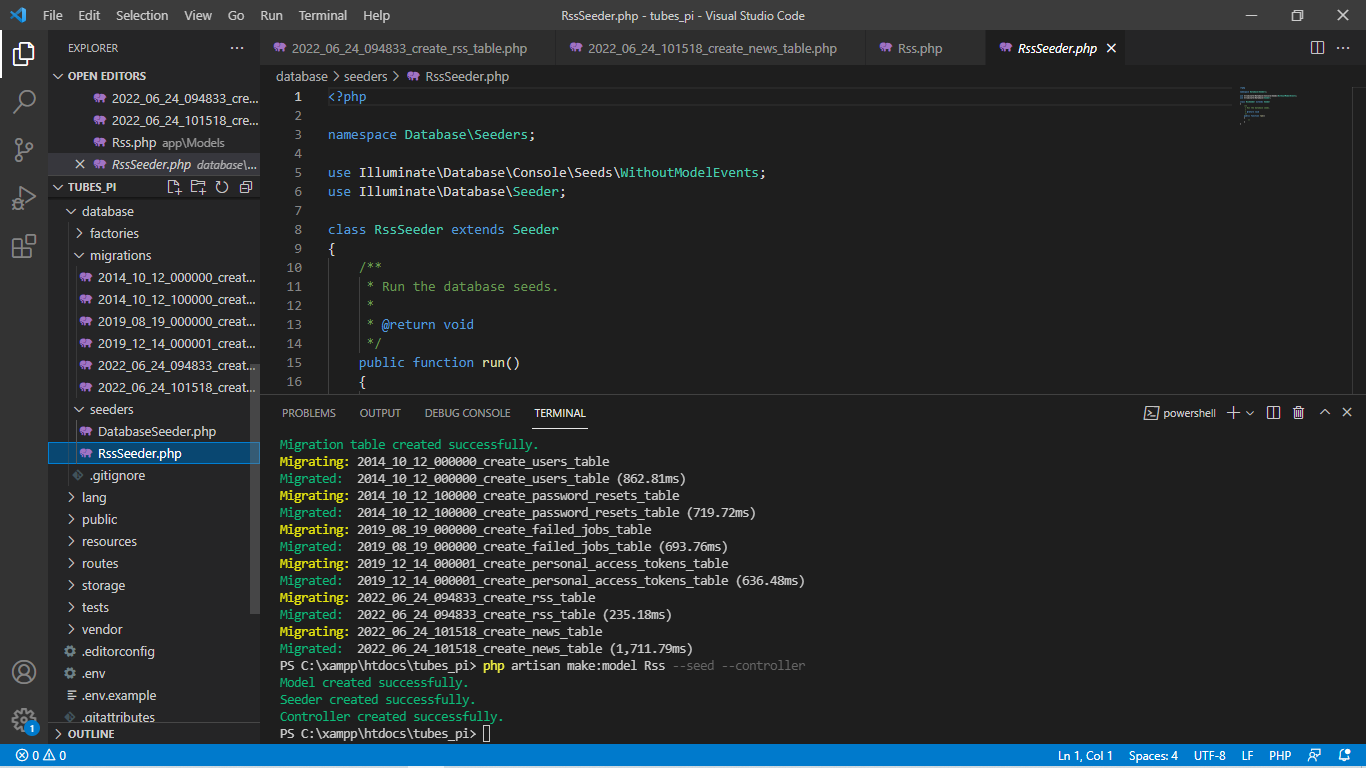 File Edit Selection View Go Run Terminal Help
RssSeeder.php - tubes_pi - Visual Studio Code
EXPLORER
OPEN EDITORS
2022_06_24_094833_cre...
2022_06_24_101518_cre...
Rss.php app\Models
RssSeeder.php database\...
TUBES_PI
database
factories
migrations
2014_10_12_000000_creat...
2014_10_12_100000_creat...
2019_08_19_000000_creat...
2019_12_14_000001_creat...
2022_06_24_094833_creat...
2022_06_24_101518_creat...
seeders
DatabaseSeeder.php
RssSeeder.php
.gitignore
lang
public
resources
routes
storage
tests
vendor
.editorconfig
.env
.env.example
.gitattributes
OUTLINE
2022_06_24_094833_create_rss_table.php
2022_06_24_101518_create_news_table.php
Rss.php
RssSeeder.php
database > seeders > RssSeeder.php
1 <?php
2
3 namespace Database\Seeders;
4
5 use Illuminate\Database\Console\Seeds\WithoutModelEvents;
6 use Illuminate\Database\Seeder;
7
8 class RssSeeder extends Seeder
9 {
10 /**
11 * Run the database seeds.
12 *
13 * @return void
14 */
15 public function run()
16 {
PROBLEMS OUTPUT DEBUG CONSOLE TERMINAL
powershell
Migration table created successfully.
Migrating: 2014_10_12_000000_create_users_table
Migrated: 2014_10_12_000000_create_users_table (862.81ms)
Migrating: 2014_10_12_100000_create_password_resets_table
Migrated: 2014_10_12_100000_create_password_resets_table (719.72ms)
Migrating: 2019_08_19_000000_create_failed_jobs_table
Migrated: 2019_08_19_000000_create_failed_jobs_table (693.76ms)
Migrating: 2019_12_14_000001_create_personal_access_tokens_table
Migrated: 2019_12_14_000001_create_personal_access_tokens_table (636.48ms)
Migrating: 2022_06_24_094833_create_rss_table
Migrated: 2022_06_24_094833_create_rss_table (235.18ms)
Migrating: 2022_06_24_101518_create_news_table
Migrated: 2022_06_24_101518_create_news_table (1,711.79ms)
PS C:\xampp\htdocs\tubes_pi> php artisan make:model Rss --seed --controller
Model created successfully.
Seeder created successfully.
Controller created successfully.
PS C:\xampp\htdocs\tubes_pi>
1
0 0
Ln 1, Col 1 Spaces: 4 UTF-8 LF PHP